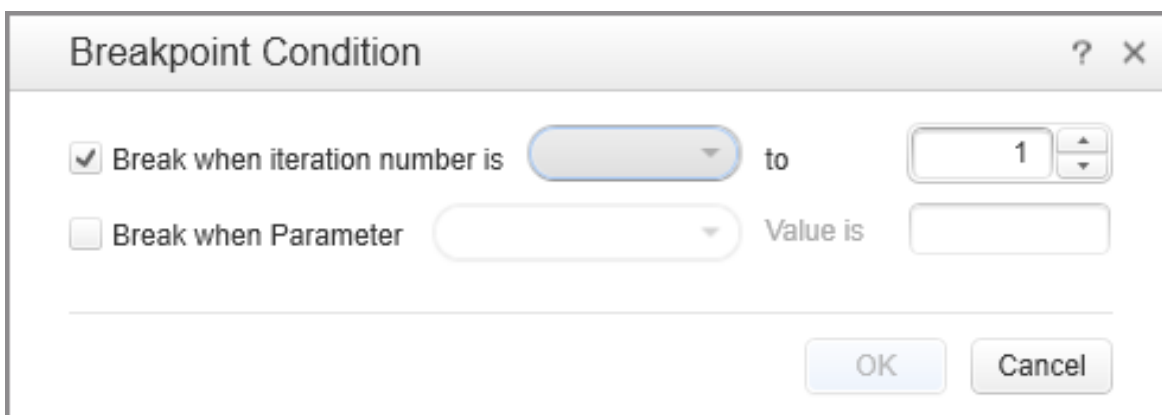 Breakpoint Condition ? ×
Break when iteration number is to 1
Break when Parameter Value is
OK Cancel